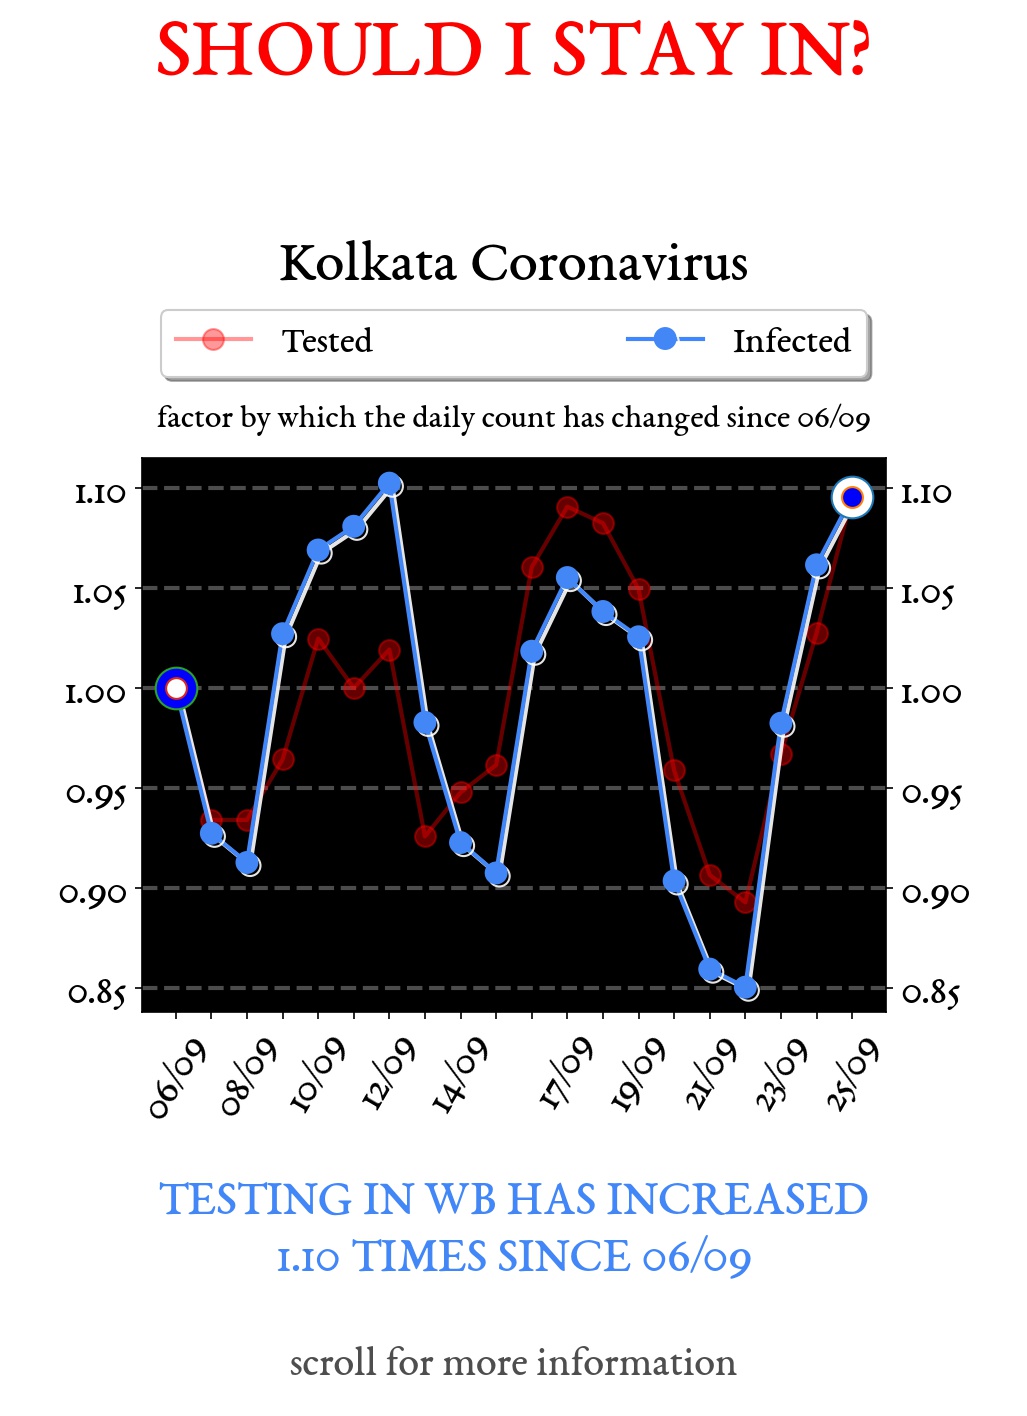 SHOULD I STAY IN?
Kolkata Coronavirus
Tested Infected
factor by which the daily count has changed since 06/09
1.10 1.10
1.05 1.05
1.00 1.00
0.95 0.95
0.90 0.90
0.85 0.85
06/09 08/09 10/09 12/09 14/09 17/09 19/09 21/09 23/09 25/09
TESTING IN WB HAS INCREASED
1.10 TIMES SINCE 06/09
scroll for more information